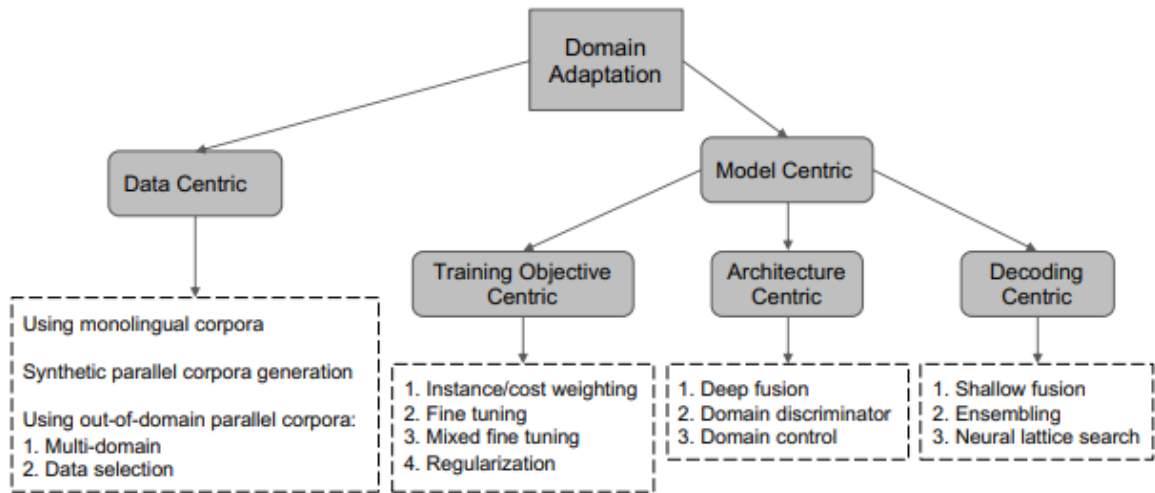 Domain
Adaptation
Data Centric
Model Centric
Training Objective
Centric
Architecture
Centric
Decoding
Centric
Using monolingual corpora
Synthetic parallel corpora generation
Using out-of-domain parallel corpora:
1. Multi-domain
2. Data selection
1. Instance/cost weighting
2. Fine tuning
3. Mixed fine tuning
4. Regularization
1. Deep fusion
2. Domain discriminator
3. Domain control
1. Shallow fusion
2. Ensembling
3. Neural lattice search